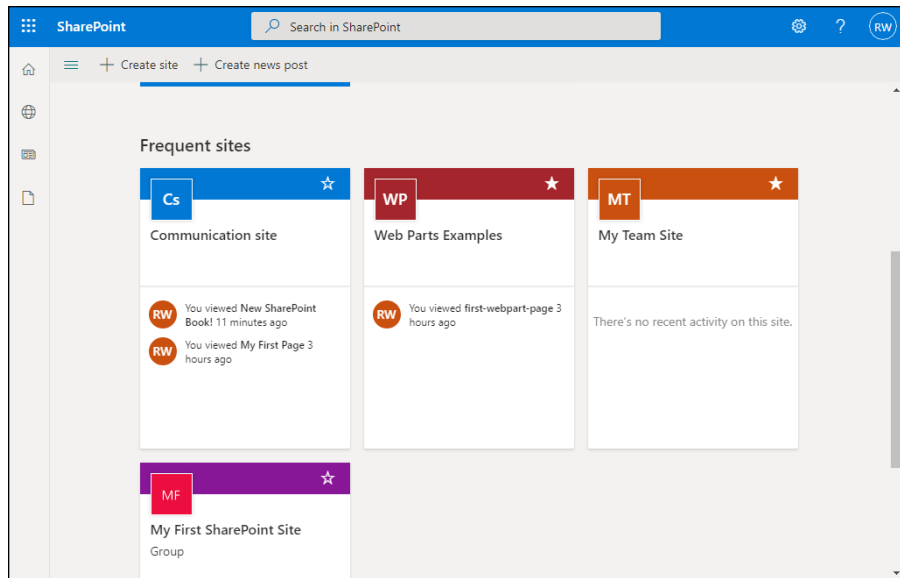 SharePoint
Search in SharePoint
?
RW
+ Create site
+ Create news post
Frequent sites
Cs
Communication site
RW
You viewed New SharePoint
Book! 11 minutes ago
RW
You viewed My First Page 3
hours ago
WP
Web Parts Examples
RW
You viewed first-webpart-page 3
hours ago
MT
My Team Site
There's no recent activity on this site.
MF
My First SharePoint Site
Group